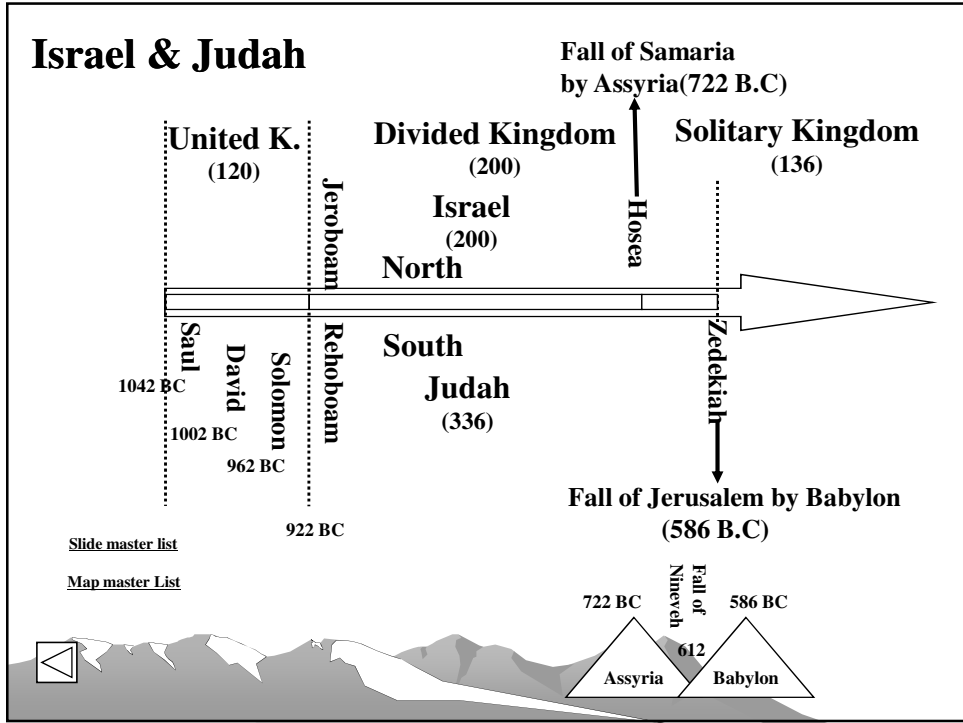 Israel & Judah
Fall of Samaria
by Assyria(722 B.C)
United K.
(120)
Divided Kingdom
(200)
Solitary Kingdom
(136)
Jeroboam
Israel
(200)
Hosea
North
Saul
David
Solomon
Rehoboam
South
Judah
(336)
Zedekiah
1042 BC
1002 BC
962 BC
922 BC
Fall of Jerusalem by Babylon
(586 B.C)
Slide master list
Map master List
722 BC
Fall of
Nineveh
612
586 BC
Assyria
Babylon